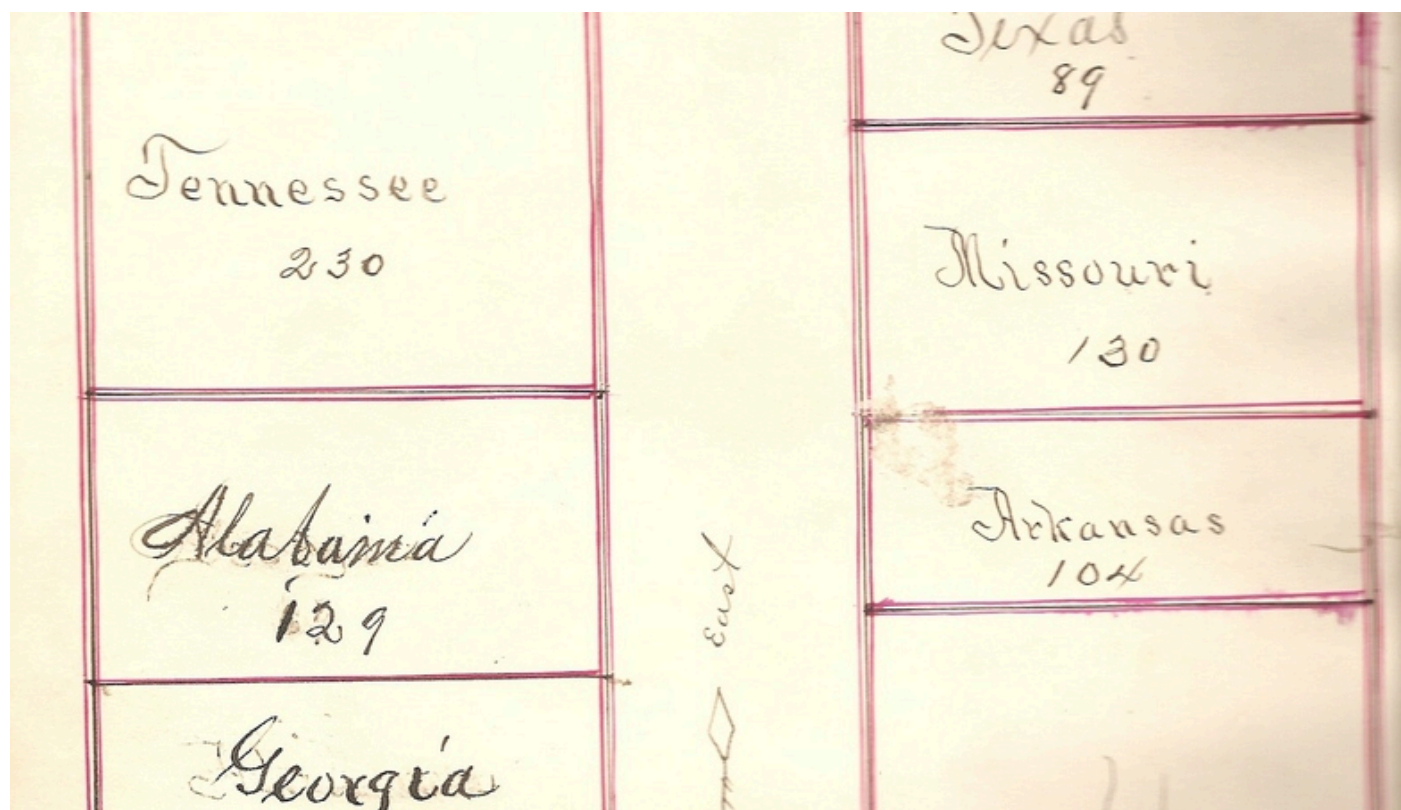 Tennessee
230
Alabama
129
Georgia
East
Texas
89
Missouri
130
Arkansas
104